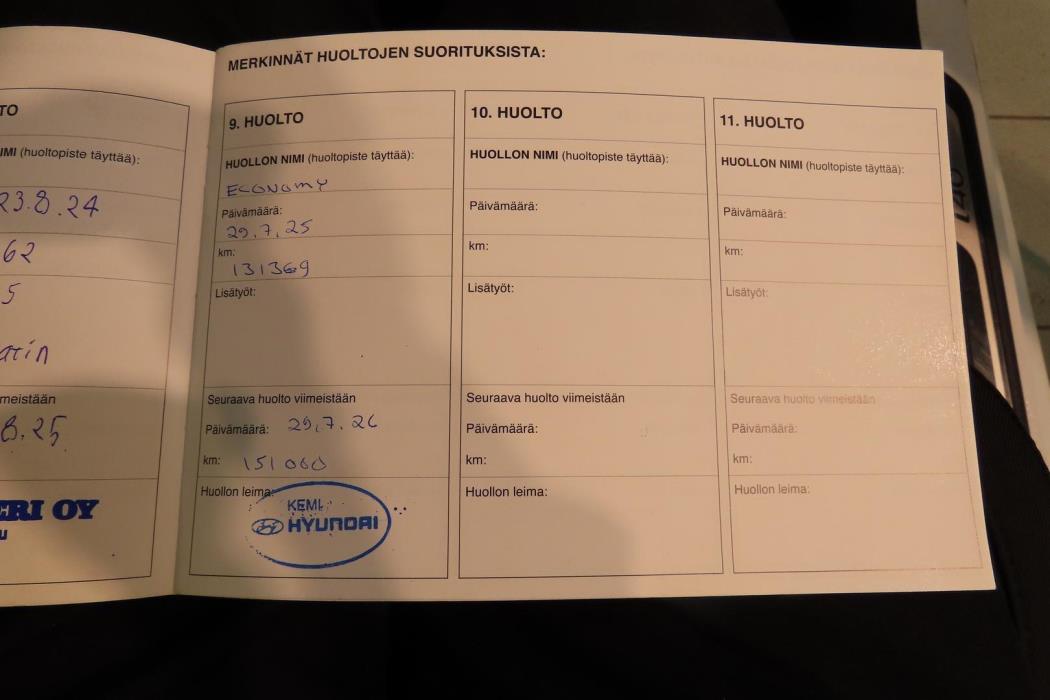 MERKINNÄT HUOLTOJEN SUORITUKSISTA:
TO
IMI (huoltopiste täyttää):
23.8.24
62
5
arin
meistään
8.25
ERI OY
u
9. HUOLTO
HUOLLON NIMI (huoltopiste täyttää):
ECONOMY
Päivämäärä:
29.7.25
km:
131369
Lisätyöt:
Seuraava huolto viimeistään
Päivämäärä: 29.7.26
km: 151000
Huollon leima:
KEMI
HYUNDAI
10. HUOLTO
HUOLLON NIMI (huoltopiste täyttää):
Päivämäärä:
km:
Lisätyöt:
Seuraava huolto viimeistään
Päivämäärä:
km:
Huollon leima:
11. HUOLTO
HUOLLON NIMI (huoltopiste täyttää):
Päivämäärä:
km:
Lisätyöt:
Seuraava huolto viimeistään
Päivämäärä:
km:
Huollon leima: